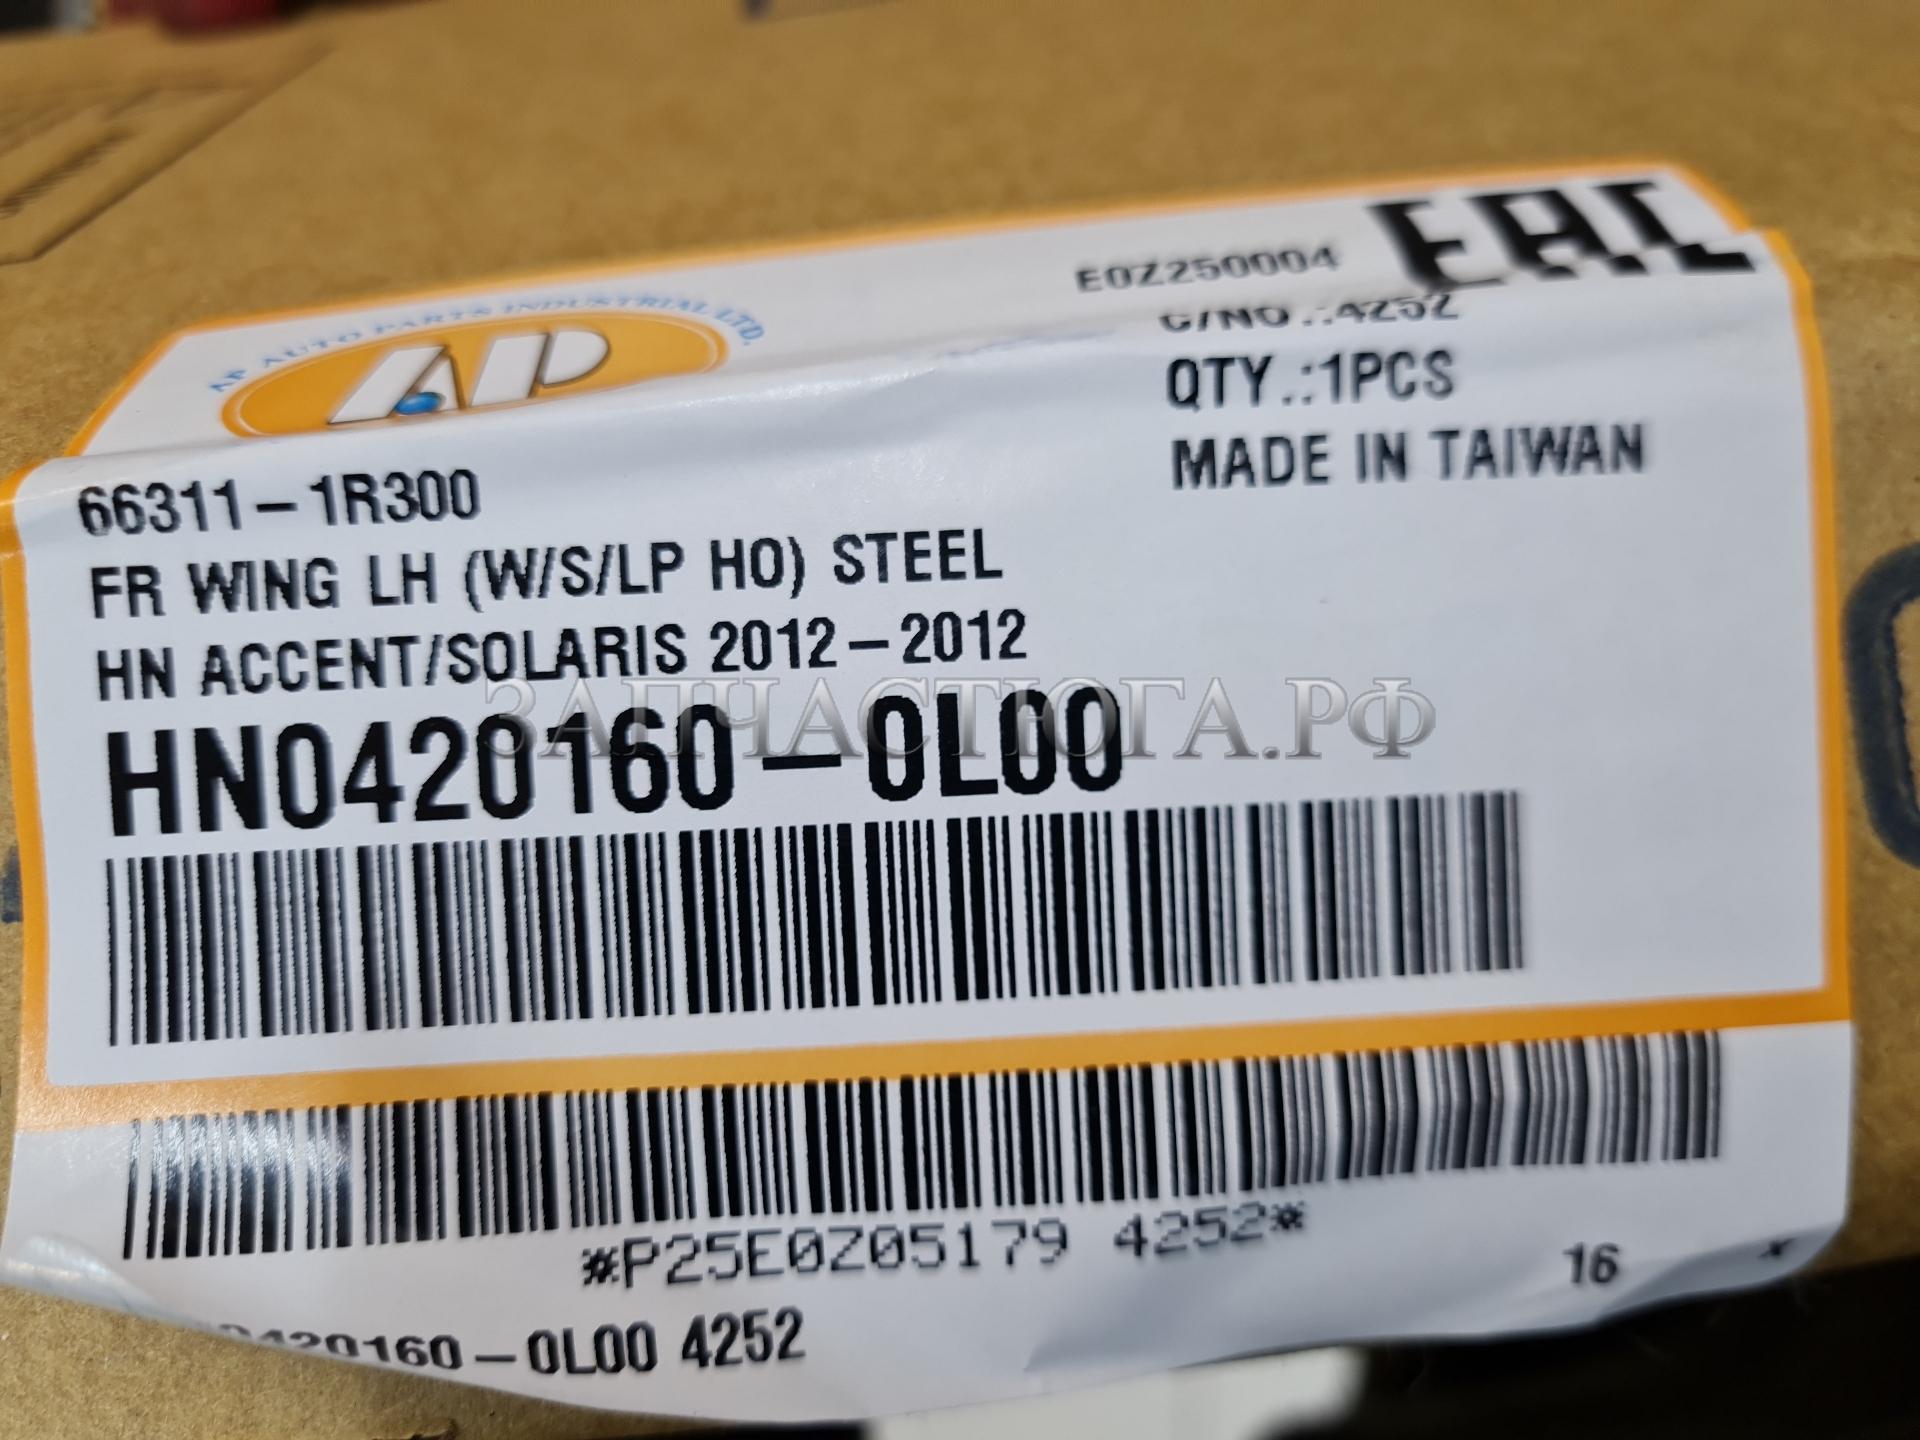 AP AUTO PARTS INDUSTRIAL LTD.
AP
E0Z250004
EAC
C/NO.:4252
QTY.:1PCS
MADE IN TAIWAN
66311-1R300
FR WING LH (W/S/LP HO) STEEL
HN ACCENT/SOLARIS 2012-2012
ЗАПЧАСТЮГА.РФ
HN0420160-0L00
*P25E0Z05179 4252*
16
0420160-0L00 4252